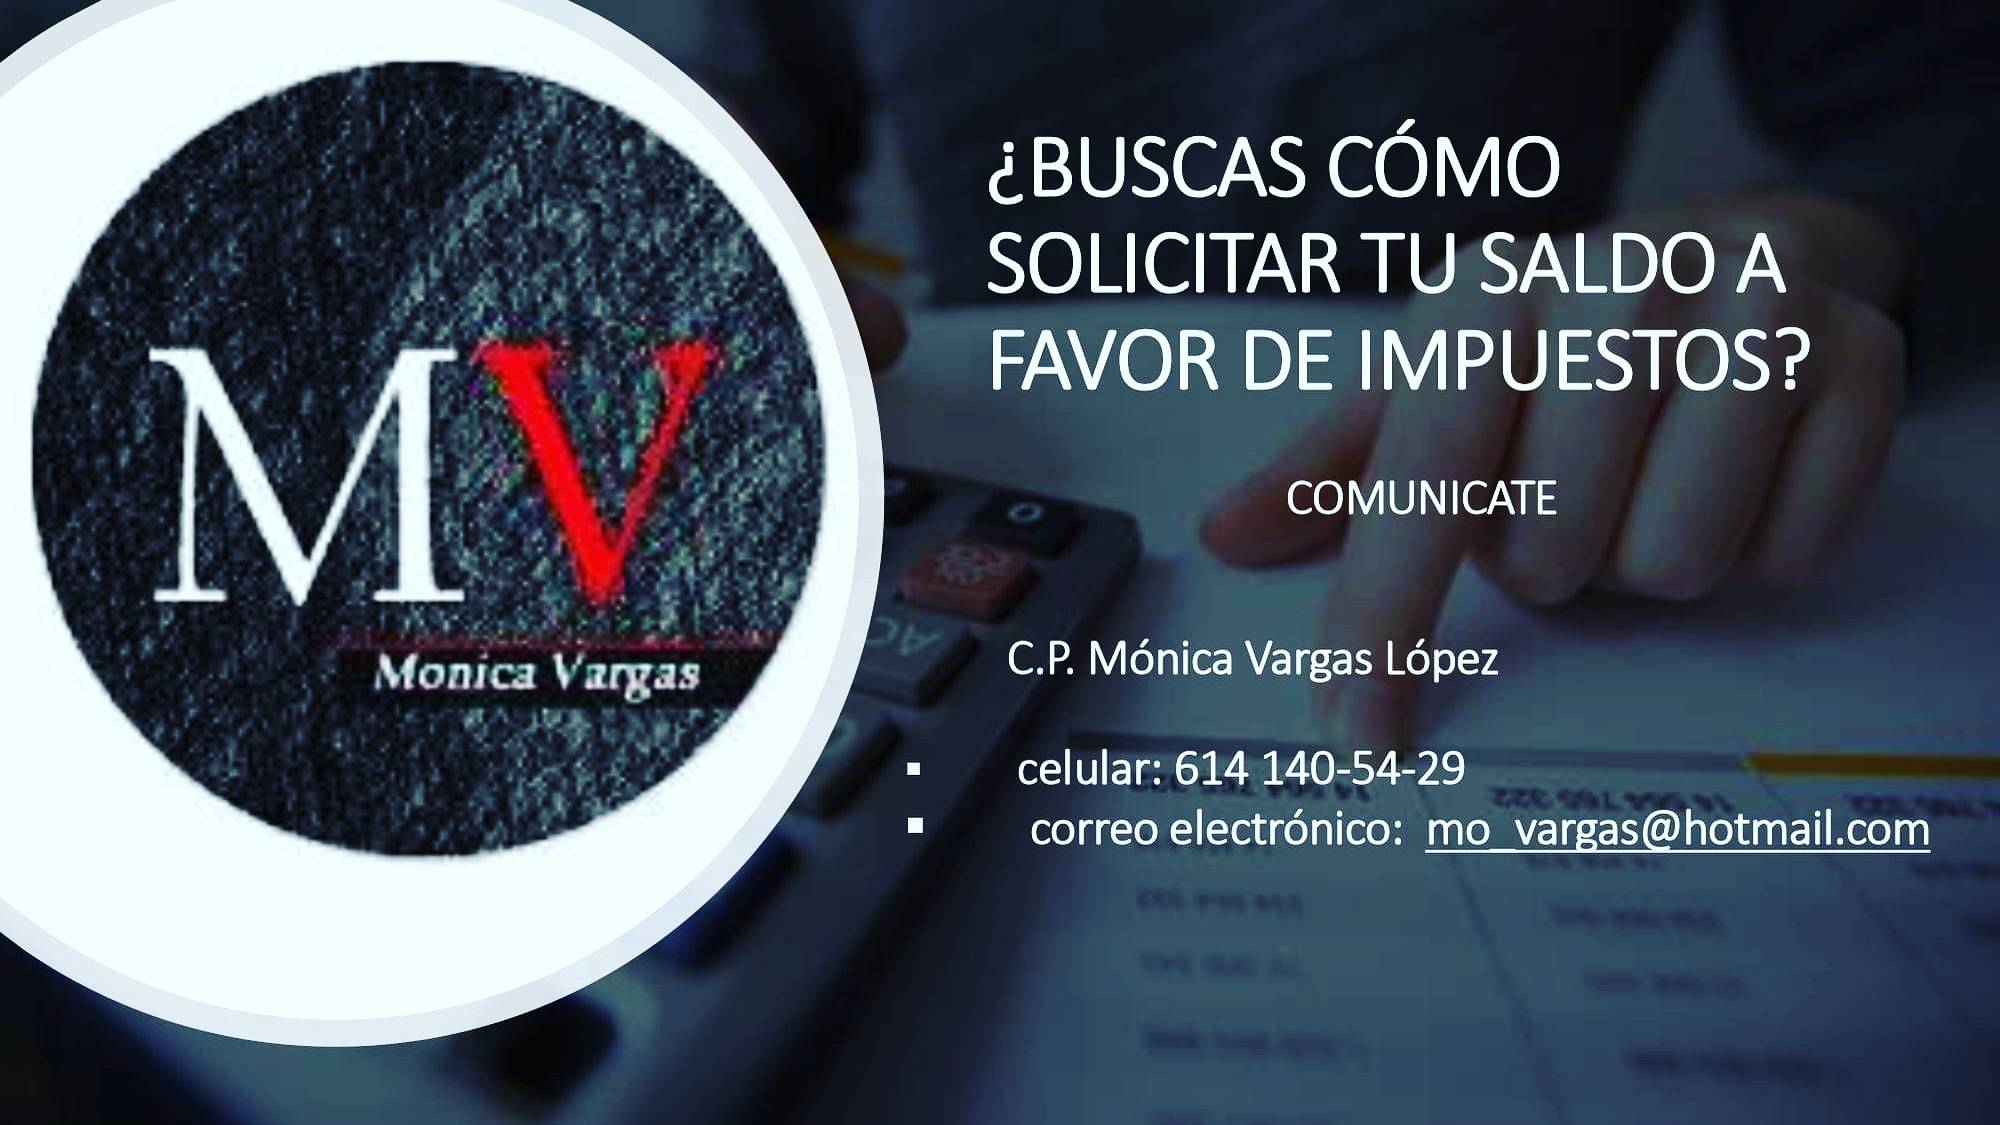 MV
Monica Vargas
¿BUSCAS CÓMO
SOLICITAR TU SALDO A
FAVOR DE IMPUESTOS?
COMUNICATE
C.P. Mónica Vargas López
▪ celular: 614 140-54-29
▪ correo electrónico: mo_vargas@hotmail.com
AC